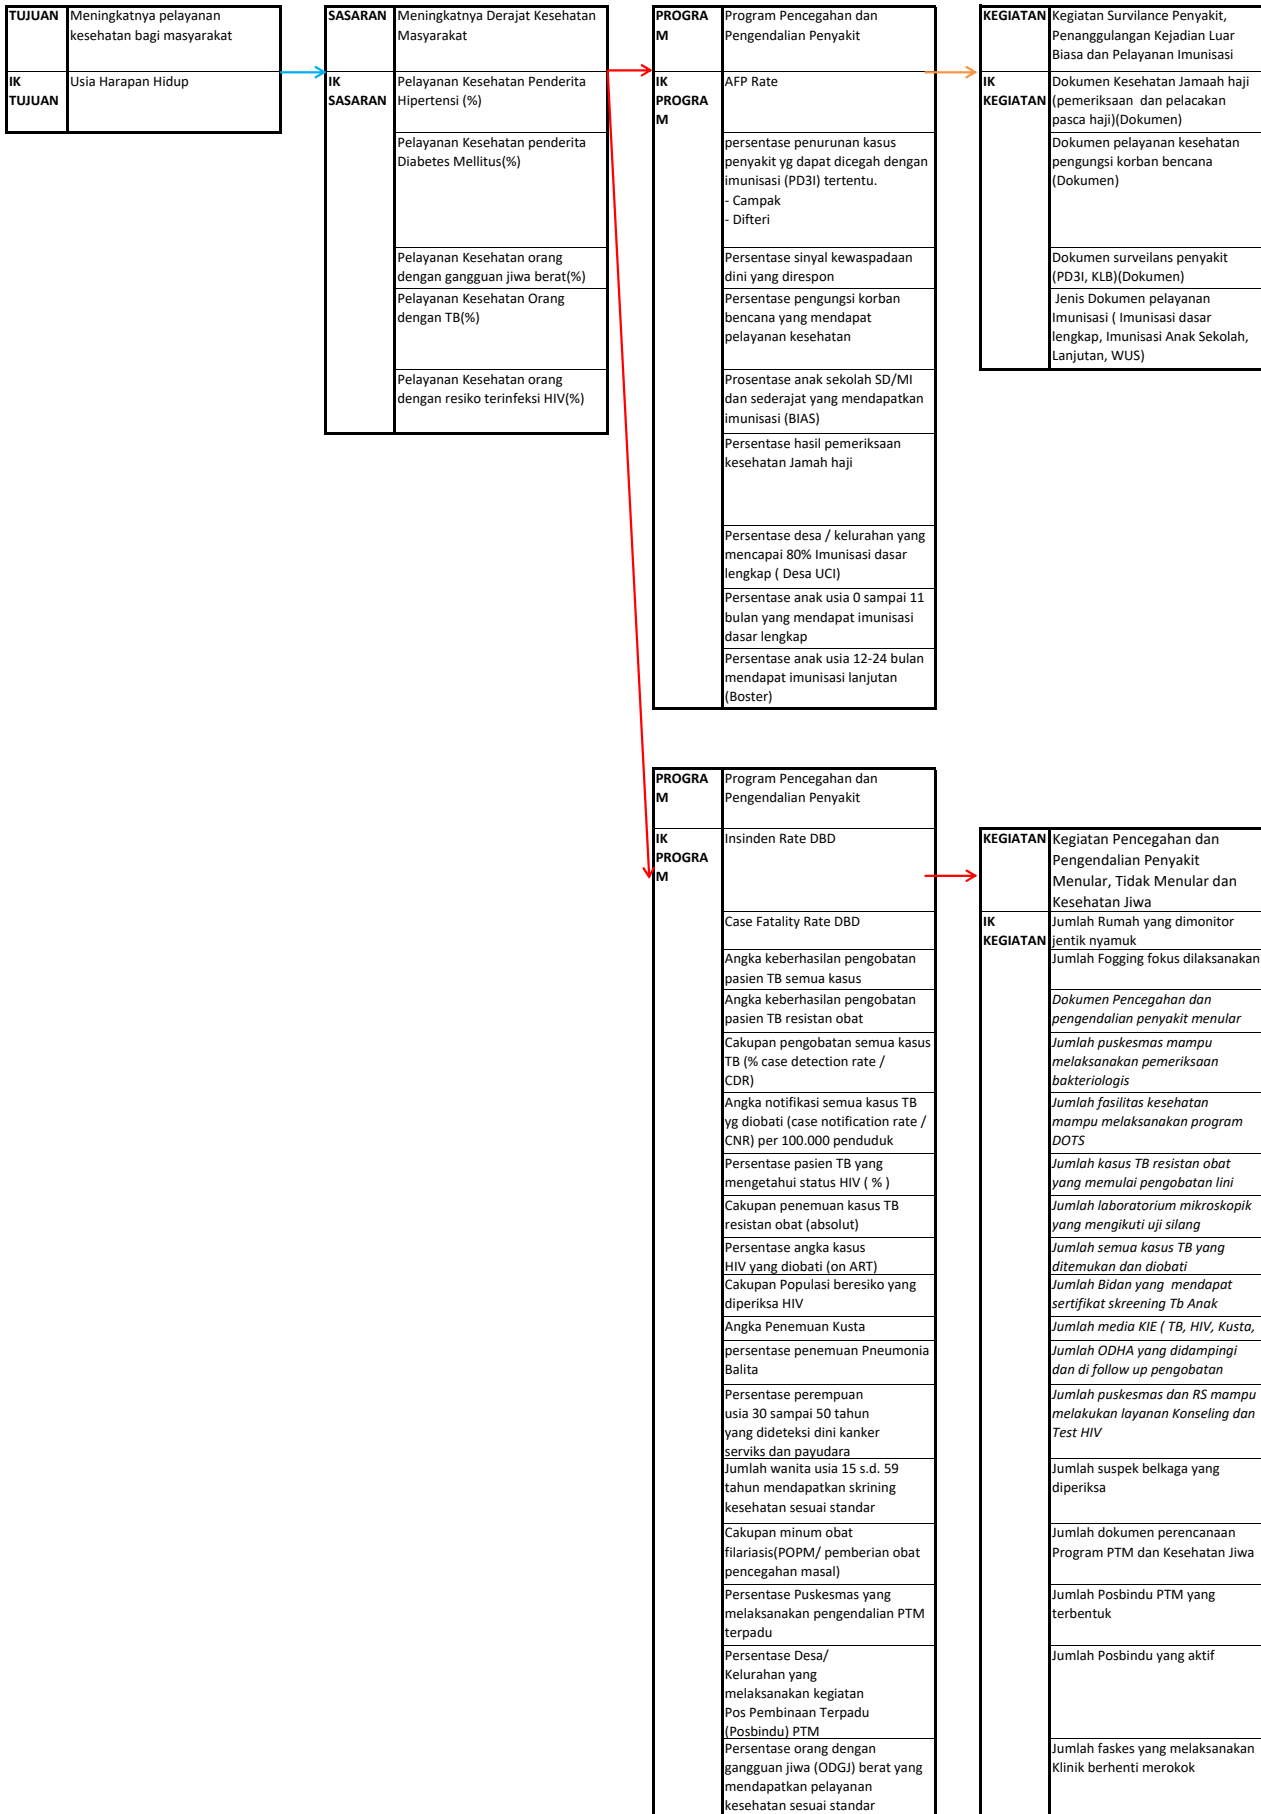 TUJUAN
Meningkatnya pelayanan
kesehatan bagi masyarakat
IK
TUJUAN
Usia Harapan Hidup
SASARAN
Meningkatnya Derajat Kesehatan
Masyarakat
IK
SASARAN
Pelayanan Kesehatan Penderita
Hipertensi (%)
Pelayanan Kesehatan penderita
Diabetes Mellitus(%)
Pelayanan Kesehatan orang
dengan gangguan jiwa berat(%)
Pelayanan Kesehatan Orang
dengan TB(%)
Pelayanan Kesehatan orang
dengan resiko terinfeksi HIV(%)
PROGRA
M
Program Pencegahan dan
Pengendalian Penyakit
IK
PROGRA
M
AFP Rate
persentase penurunan kasus
penyakit yg dapat dicegah dengan
imunisasi (PD3I) tertentu.
- Campak
- Difteri
Persentase sinyal kewaspadaan
dini yang direspon
Persentase pengungsi korban
bencana yang mendapat
pelayanan kesehatan
Prosentase anak sekolah SD/MI
dan sederajat yang mendapatkan
imunisasi (BIAS)
Persentase hasil pemeriksaan
kesehatan Jamah haji
Persentase desa / kelurahan yang
mencapai 80% Imunisasi dasar
lengkap ( Desa UCI)
Persentase anak usia 0 sampai 11
bulan yang mendapat imunisasi
dasar lengkap
Persentase anak usia 12-24 bulan
mendapat imunisasi lanjutan
(Boster)
KEGIATAN
Kegiatan Survilance Penyakit,
Penanggulangan Kejadian Luar
Biasa dan Pelayanan Imunisasi
IK
KEGIATAN
Dokumen Kesehatan Jamaah haji
(pemeriksaan  dan pelacakan
pasca haji)(Dokumen)
Dokumen pelayanan kesehatan
pengungsi korban bencana
(Dokumen)
Dokumen surveilans penyakit
(PD3I, KLB)(Dokumen)
Jenis Dokumen pelayanan
Imunisasi ( Imunisasi dasar
lengkap, Imunisasi Anak Sekolah,
Lanjutan, WUS)
PROGRA
M
Program Pencegahan dan
Pengendalian Penyakit
IK
PROGRA
M
Insinden Rate DBD
Case Fatality Rate DBD
Angka keberhasilan pengobatan
pasien TB semua kasus
Angka keberhasilan pengobatan
pasien TB resistan obat
Cakupan pengobatan semua kasus
TB (% case detection rate /
CDR)
Angka notifikasi semua kasus TB
yg diobati (case notification rate /
CNR) per 100.000 penduduk
Persentase pasien TB yang
mengetahui status HIV ( % )
Cakupan penemuan kasus TB
resistan obat (absolut)
Persentase angka kasus
HIV yang diobati (on ART)
Cakupan Populasi beresiko yang
diperiksa HIV
Angka Penemuan Kusta
persentase penemuan Pneumonia
Balita
Persentase perempuan
usia 30 sampai 50 tahun
yang dideteksi dini kanker
serviks dan payudara
Jumlah wanita usia 15 s.d. 59
tahun mendapatkan skrining
kesehatan sesuai standar
Cakupan minum obat
filariasis(POPM/ pemberian obat
pencegahan masal)
Persentase Puskesmas yang
melaksanakan pengendalian PTM
terpadu
Persentase Desa/
Kelurahan yang
melaksanakan kegiatan
Pos Pembinaan Terpadu
(Posbindu) PTM
Persentase orang dengan
gangguan jiwa (ODGJ) berat yang
mendapatkan pelayanan
kesehatan sesuai standar
KEGIATAN
Kegiatan Pencegahan dan
Pengendalian Penyakit
Menular, Tidak Menular dan
Kesehatan Jiwa
IK
KEGIATAN
Jumlah Rumah yang dimonitor
jentik nyamuk
Jumlah Fogging fokus dilaksanakan
Dokumen Pencegahan dan
pengendalian penyakit menular
Jumlah puskesmas mampu
melaksanakan pemeriksaan
bakteriologis
Jumlah fasilitas kesehatan
mampu melaksanakan program
DOTS
Jumlah kasus TB resistan obat
yang memulai pengobatan lini
Jumlah laboratorium mikroskopik
yang mengikuti uji silang
Jumlah semua kasus TB yang
ditemukan dan diobati
Jumlah Bidan yang  mendapat
sertifikat skreening Tb Anak
Jumlah media KIE ( TB, HIV, Kusta,
Jumlah ODHA yang didampingi
dan di follow up pengobatan
Jumlah puskesmas dan RS mampu
melakukan layanan Konseling dan
Test HIV
Jumlah suspek belkaga yang
diperiksa
Jumlah dokumen perencanaan
Program PTM dan Kesehatan Jiwa
Jumlah Posbindu PTM yang
terbentuk
Jumlah Posbindu yang aktif
Jumlah faskes yang melaksanakan
Klinik berhenti merokok